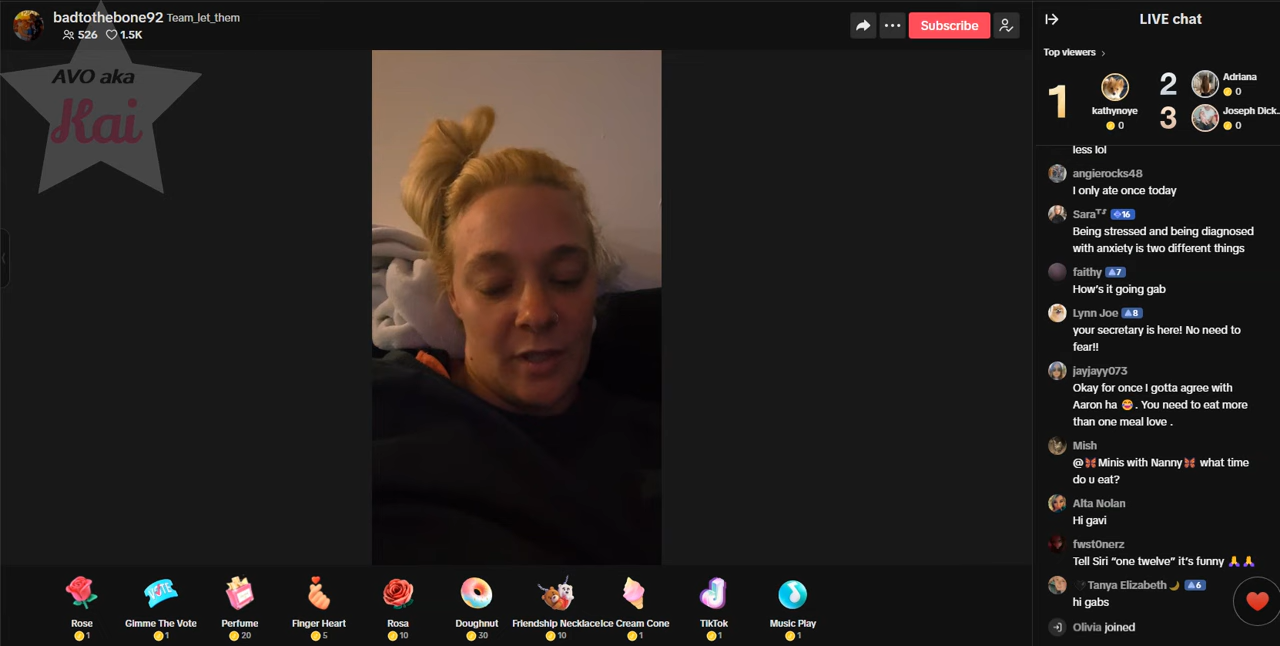 badtothebone92 Team_let_them
526 1.5K
Subscribe
AVO aka
Kai
LIVE chat
Top viewers
1
kathynoye
0
2
Adriana
0
3
Joseph Dick...
0
less lol
angierocks48
I only ate once today
Saraᵀᴶ 16
Being stressed and being diagnosed
with anxiety is two different things
faithy 7
How's it going gab
Lynn Joe 8
your secretary is here! No need to
fear!!
jayjayy073
Okay for once I gotta agree with
Aaron ha 😂 . You need to eat more
than one meal love .
Mish
@🦋Minis with Nanny🦋 what time
do u eat?
Alta Nolan
Hi gavi
fwst0nerz
Tell Siri "one twelve" it's funny 🙏🙏
Tanya Elizabeth 🌙 6
hi gabs
Olivia joined
Rose
1
Gimme The Vote
1
Perfume
20
Finger Heart
5
Rosa
10
Doughnut
30
Friendship Necklace
10
Ice Cream Cone
1
TikTok
1
Music Play
1